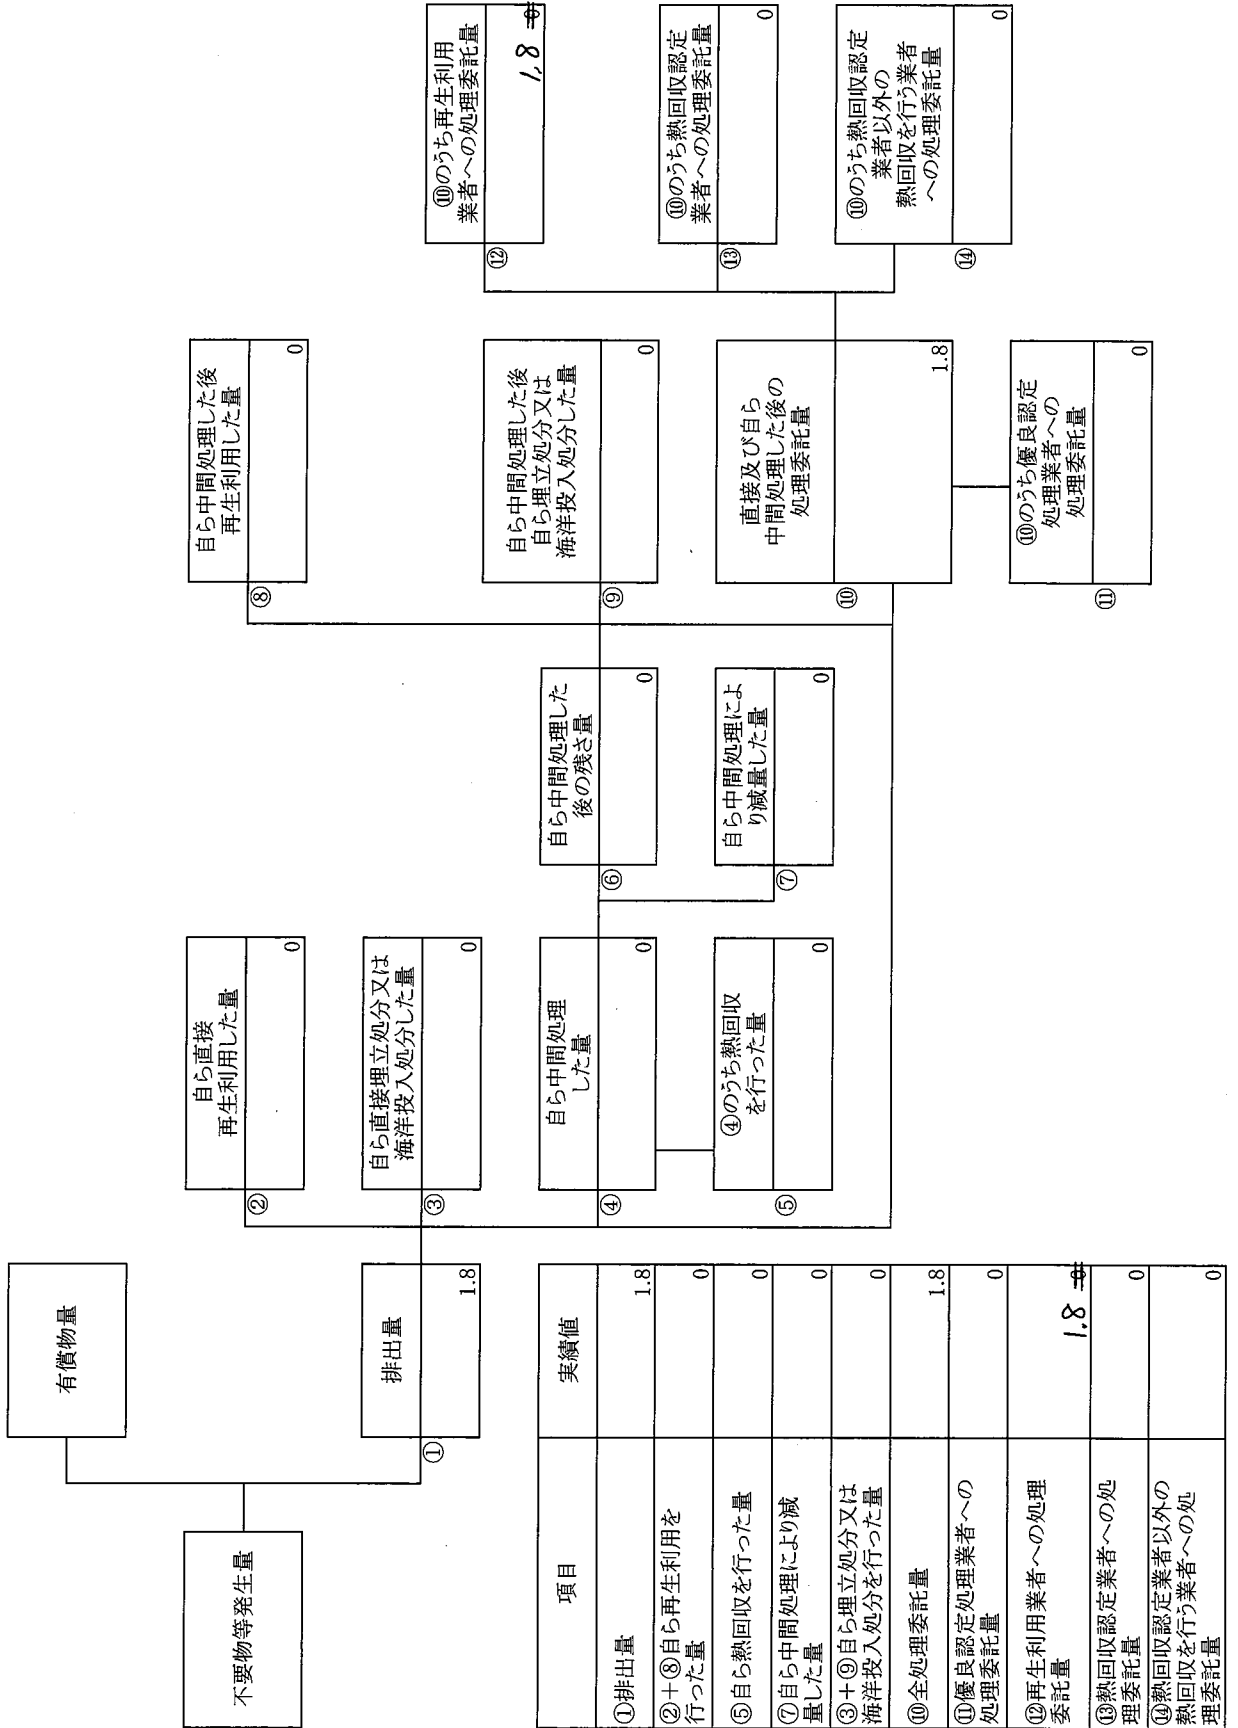 不要物等発生量
有償物量
①
排出量
1.8
②
自ら直接
再生利用した量
0
③
自ら直接埋立処分又は
海洋投入処分した量
0
④
自ら中間処理
した量
0
⑤
④のうち熱回収
を行った量
0
⑥
自ら中間処理した
後の残さ量
0
⑦
自ら中間処理によ
り減量した量
0
⑧
自ら中間処理した後
再生利用した量
0
⑨
自ら中間処理した後
自ら埋立処分又は
海洋投入処分した量
0
⑩
直接及び自ら
中間処理した後の
処理委託量
1.8
⑪
⑩のうち優良認定
処理業者への
処理委託量
0
⑫
⑩のうち再生利用
業者への処理委託量
1.8 0
⑬
⑩のうち熱回収認定
業者への処理委託量
0
⑭
⑩のうち熱回収認定
業者以外の
熱回収を行う業者
への処理委託量
0
項目 実績値
①排出量 1.8
②+⑧自ら再生利用を
行った量 0
⑤自ら熱回収を行った量 0
⑦自ら中間処理により減
量した量 0
③+⑨自ら埋立処分又は
海洋投入処分を行った量 0
⑩全処理委託量 1.8
⑪優良認定処理業者への
処理委託量 0
⑫再生利用業者への処理
委託量 1.8 0
⑬熱回収認定業者への処
理委託量 0
⑭熱回収認定業者以外の
熱回収を行う業者への処
理委託量 0